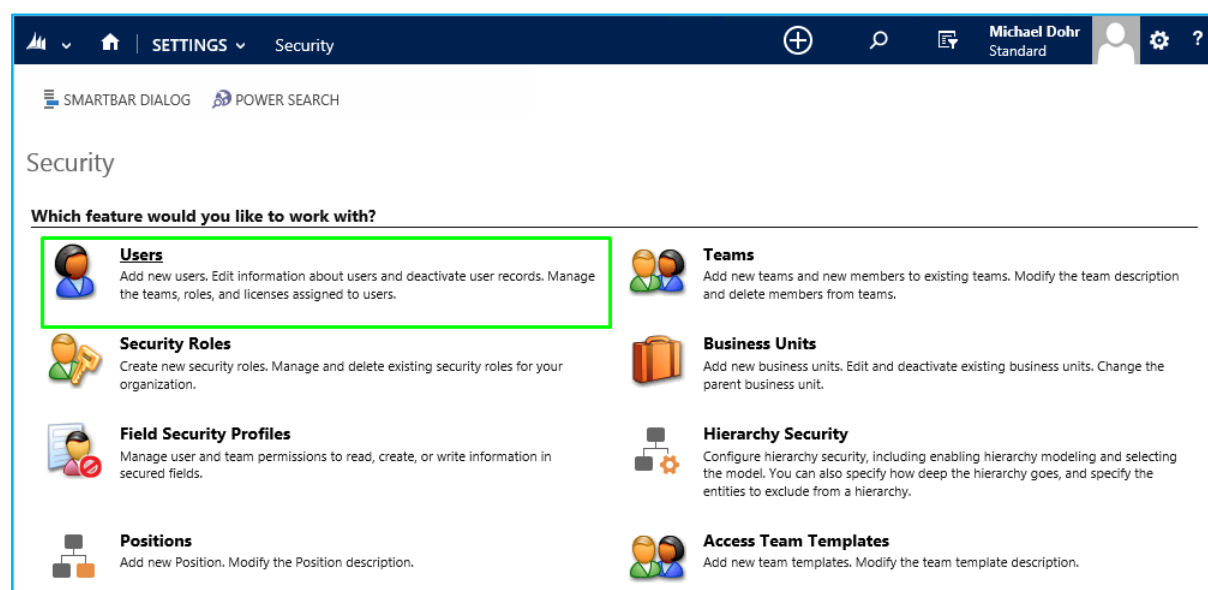 SETTINGS Security
Michael Dohr
Standard
?
SMARTBAR DIALOG POWER SEARCH
Security
Which feature would you like to work with?
Users
Add new users. Edit information about users and deactivate user records. Manage
the teams, roles, and licenses assigned to users.
Teams
Add new teams and new members to existing teams. Modify the team description
and delete members from teams.
Security Roles
Create new security roles. Manage and delete existing security roles for your
organization.
Business Units
Add new business units. Edit and deactivate existing business units. Change the
parent business unit.
Field Security Profiles
Manage user and team permissions to read, create, or write information in
secured fields.
Hierarchy Security
Configure hierarchy security, including enabling hierarchy modeling and selecting
the model. You can also specify how deep the hierarchy goes, and specify the
entities to exclude from a hierarchy.
Positions
Add new Position. Modify the Position description.
Access Team Templates
Add new team templates. Modify the team template description.